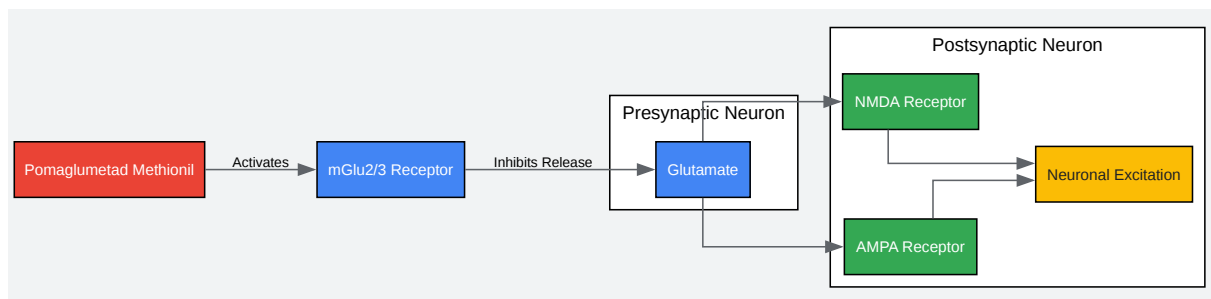 Postsynaptic Neuron
NMDA Receptor
Presynaptic Neuron
Pomaglumetad Methionil
Activates
mGlu2/3 Receptor
Inhibits Release
Glutamate
Neuronal Excitation
AMPA Receptor